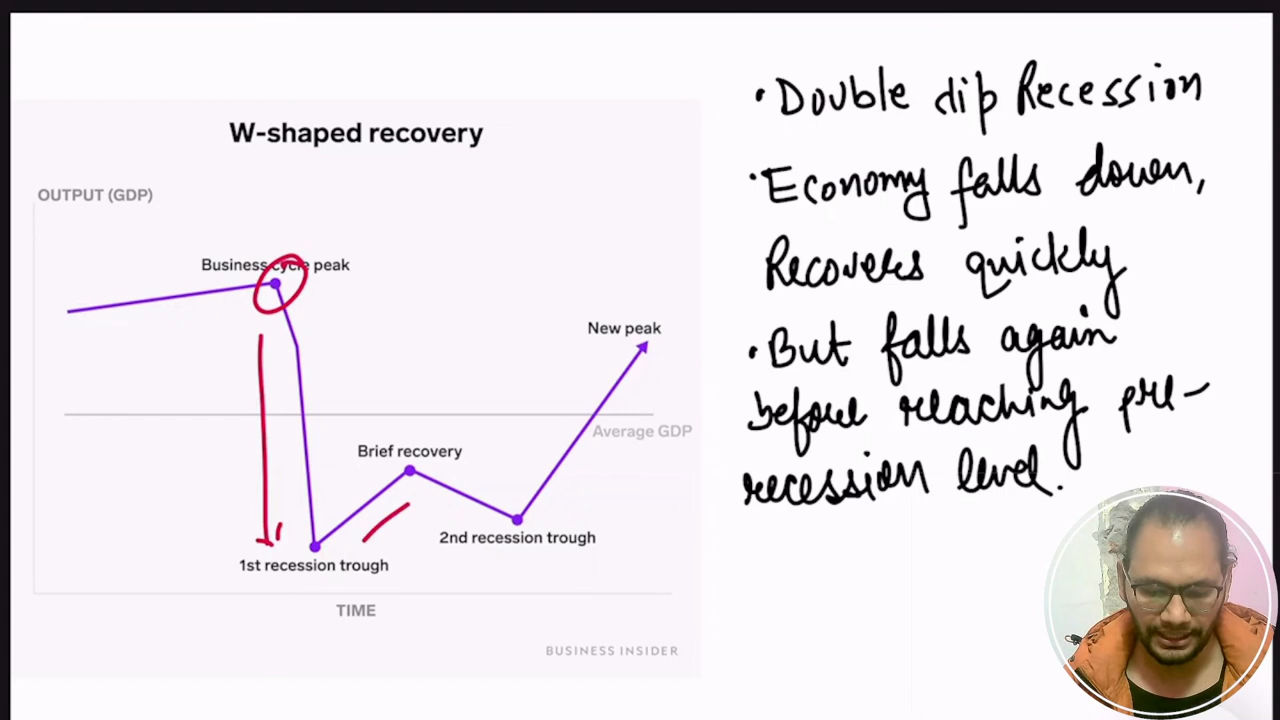 W-shaped recovery
OUTPUT (GDP)
Business cycle peak
New peak
Average GDP
Brief recovery
2nd recession trough
1st recession trough
TIME
BUSINESS INSIDER
• Double dip Recession
• Economy falls down,
Recovers quickly
• But falls again
before reaching pre-
recession level.